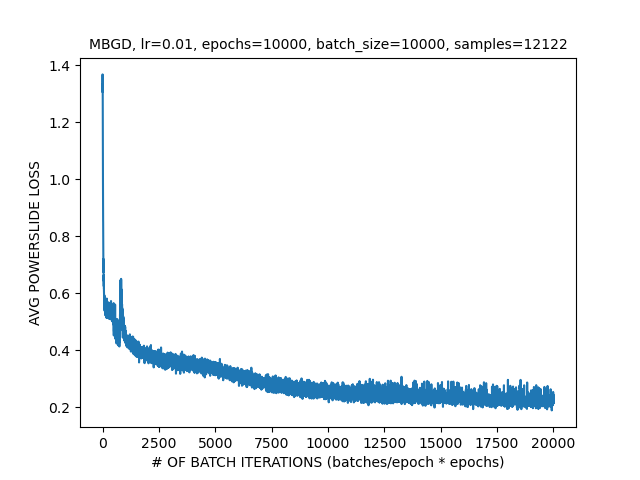 MBGD, lr=0.01, epochs=10000, batch_size=10000, samples=12122
1.4
1.2
1.0
0.8
0.6
0.4
0.2
AVG POWERSLIDE LOSS
0 2500 5000 7500 10000 12500 15000 17500 20000
# OF BATCH ITERATIONS (batches/epoch * epochs)